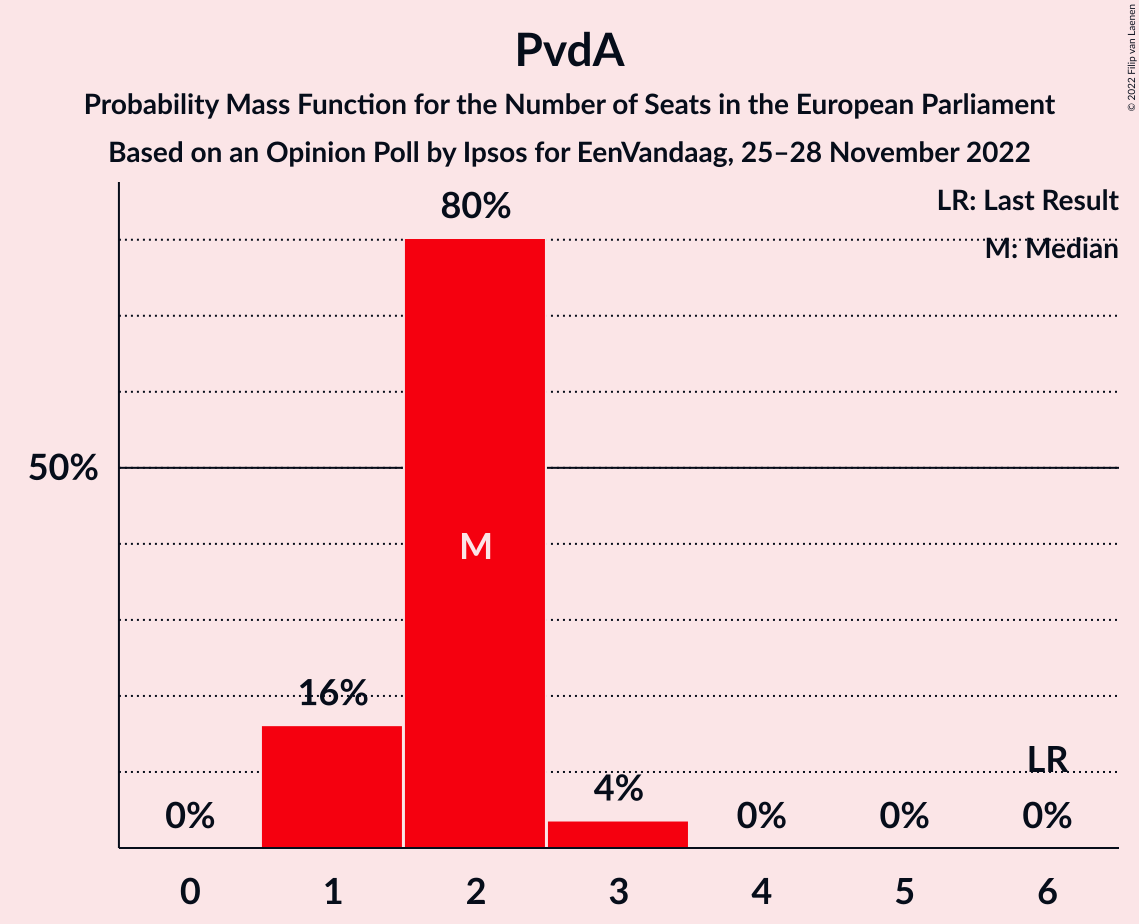 PvdA
Probability Mass Function for the Number of Seats in the European Parliament
Based on an Opinion Poll by Ipsos for EenVandaag, 25–28 November 2022
© 2022 Filip van Laenen
LR: Last Result
M: Median
80%
50%
M
16%
LR
4%
0%
0%
0%
0%
0 1 2 3 4 5 6